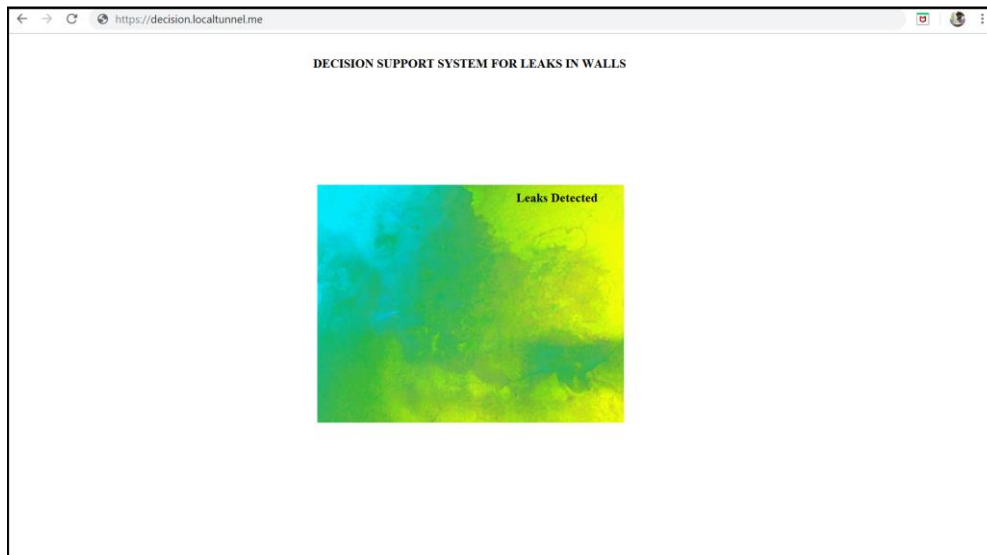 https://decision.localtunnel.me
DECISION SUPPORT SYSTEM FOR LEAKS IN WALLS
Leaks Detected